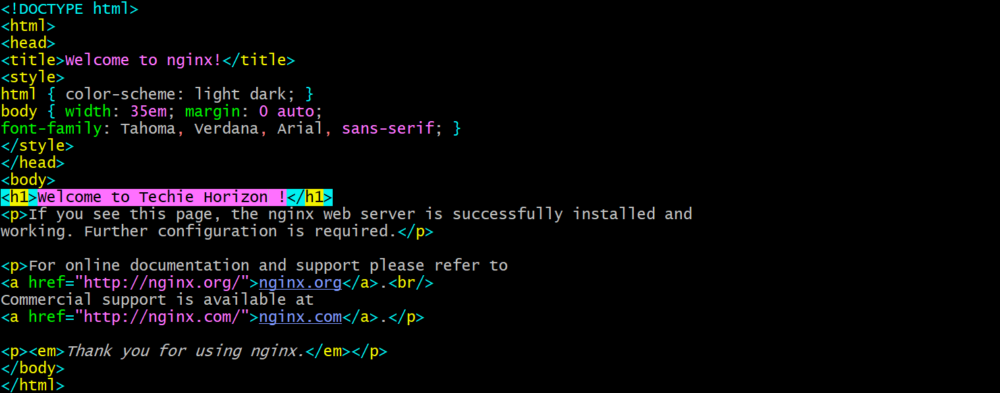 <!DOCTYPE html>
<html>
<head>
<title>Welcome to nginx!</title>
<style>
html { color-scheme: light dark; }
body { width: 35em; margin: 0 auto;
font-family: Tahoma, Verdana, Arial, sans-serif; }
</style>
</head>
<body>
<h1>Welcome to Techie Horizon !</h1>
<p>If you see this page, the nginx web server is successfully installed and
working. Further configuration is required.</p>

<p>For online documentation and support please refer to
<a href="http://nginx.org/">nginx.org</a>.<br/>
Commercial support is available at
<a href="http://nginx.com/">nginx.com</a>.</p>

<p><em>Thank you for using nginx.</em></p>
</body>
</html>